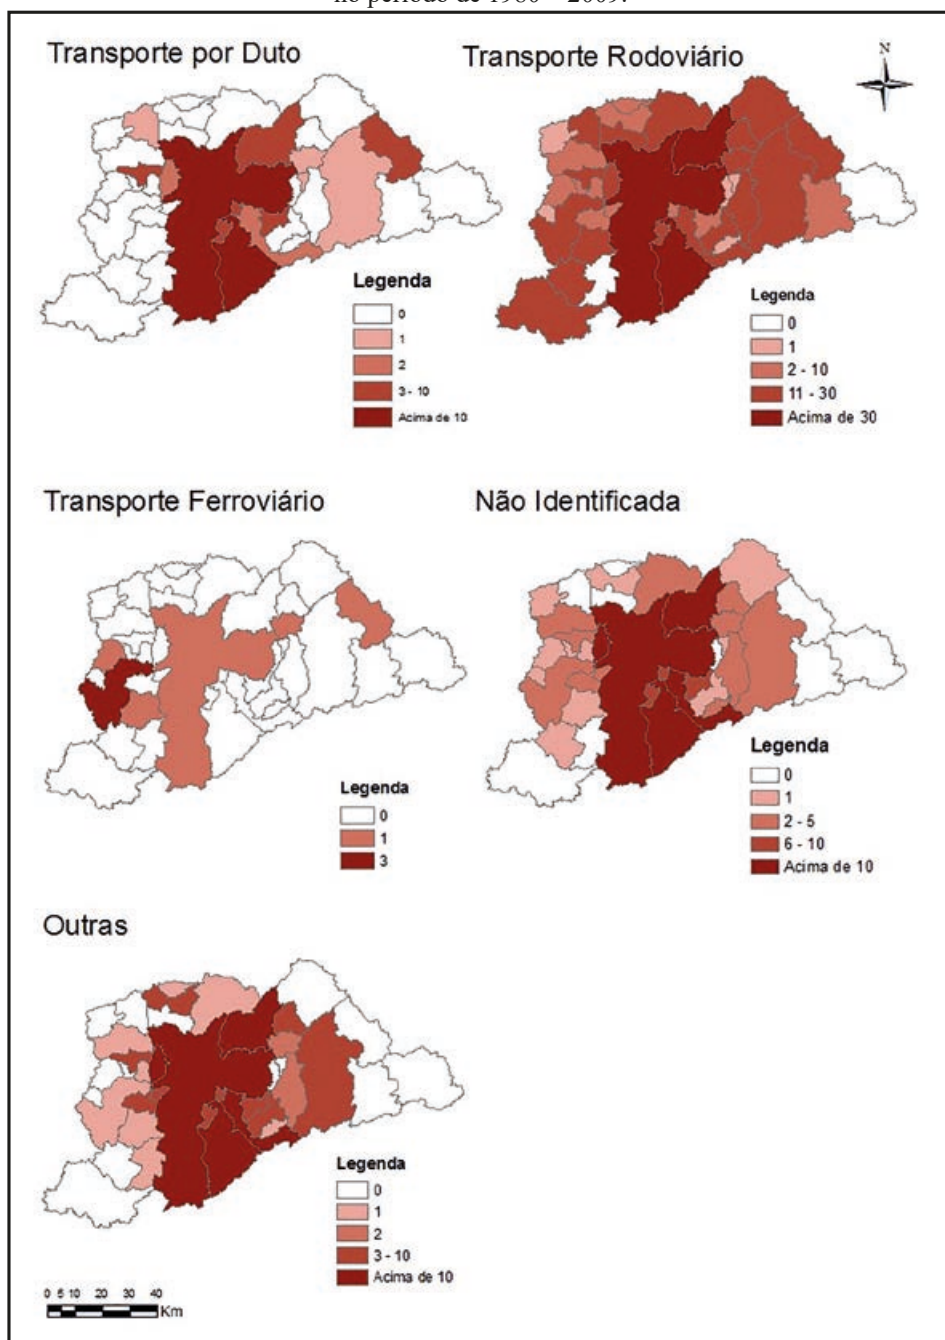 no período de 1980 – 2009.
Transporte por Duto
Legenda
0
1
2
3 - 10
Acima de 10
Transporte Rodoviário
N
Legenda
0
1
2 - 10
11 - 30
Acima de 30
Transporte Ferroviário
Legenda
0
1
3
Não Identificada
Legenda
0
1
2 - 5
6 - 10
Acima de 10
Outras
Legenda
0
1
2
3 - 10
Acima de 10
0 5 10 20 30 40
Km